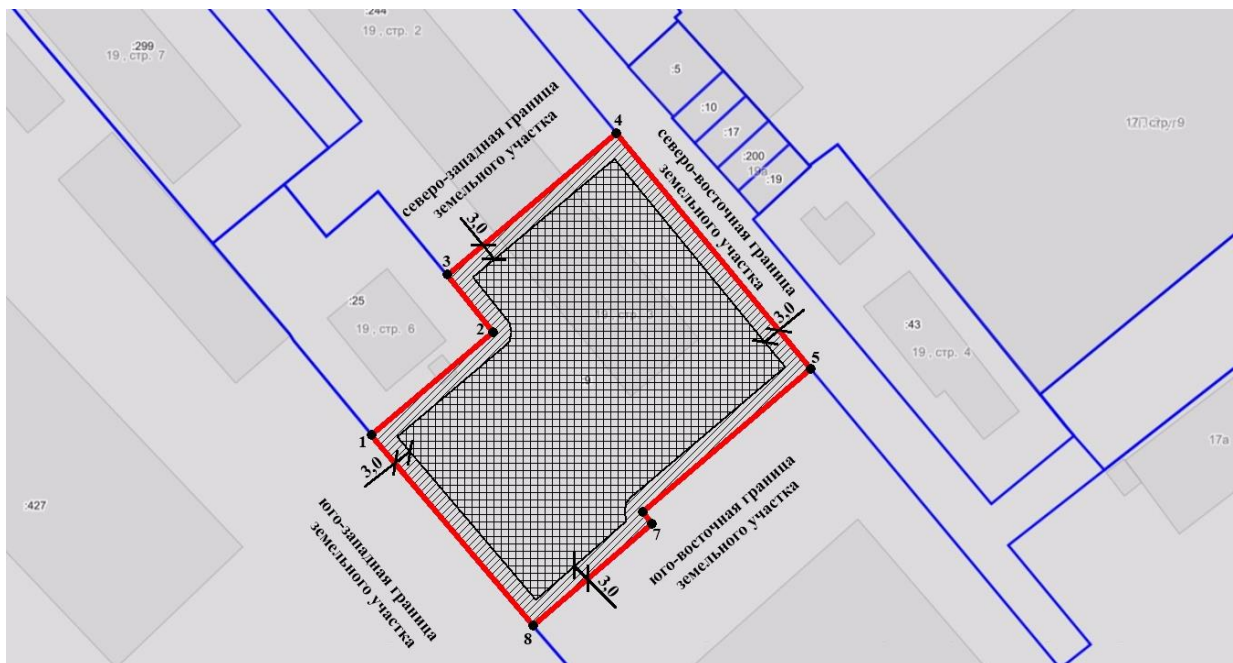 :244
19 , стр. 2
:299
19 , стр. 7
:5
:10
:17
:200
19а
:19
4
северо-западная граница
земельного участка
северо-восточная граница
земельного участка
3,0
3
:25
19 , стр. 6
2
9
3,0
5
:43
19 , стр. 4
1
3,0
17а
:427
юго-западная граница
земельного участка
7
юго-восточная граница
земельного участка
3,0
8